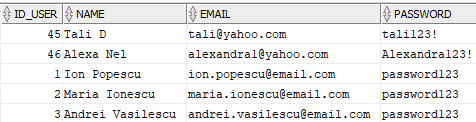 ID_USER NAME EMAIL PASSWORD
45 Tali D tali@yahoo.com tali123!
46 Alexa Nel alexandra1@yahoo.com Alexandra123!
1 Ion Popescu ion.popescu@email.com password123
2 Maria Ionescu maria.ionescu@email.com password123
3 Andrei Vasilescu andrei.vasilescu@email.com password123